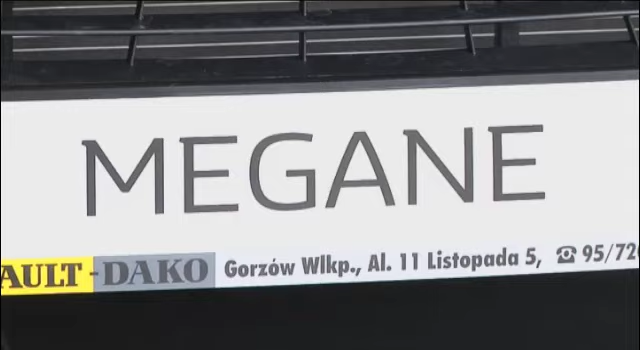 MEGANE
AULT-DAKO Gorzów Wlkp., Al. 11 Listopada 5, ☎ 95/72